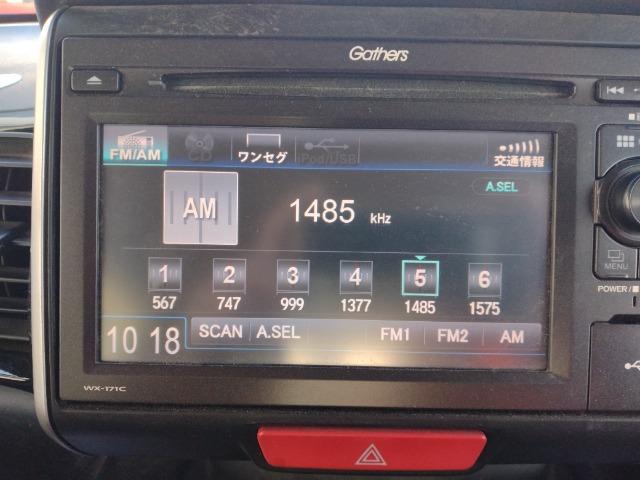 Gathers
FM/AM CD ワンセグ iPod/USB 交通情報
A.SEL
AM 1485 kHz
1 2 3 4 5 6
567 747 999 1377 1485 1575
10 18 SCAN A.SEL FM1 FM2 AM
MENU
POWER/
WX-171C